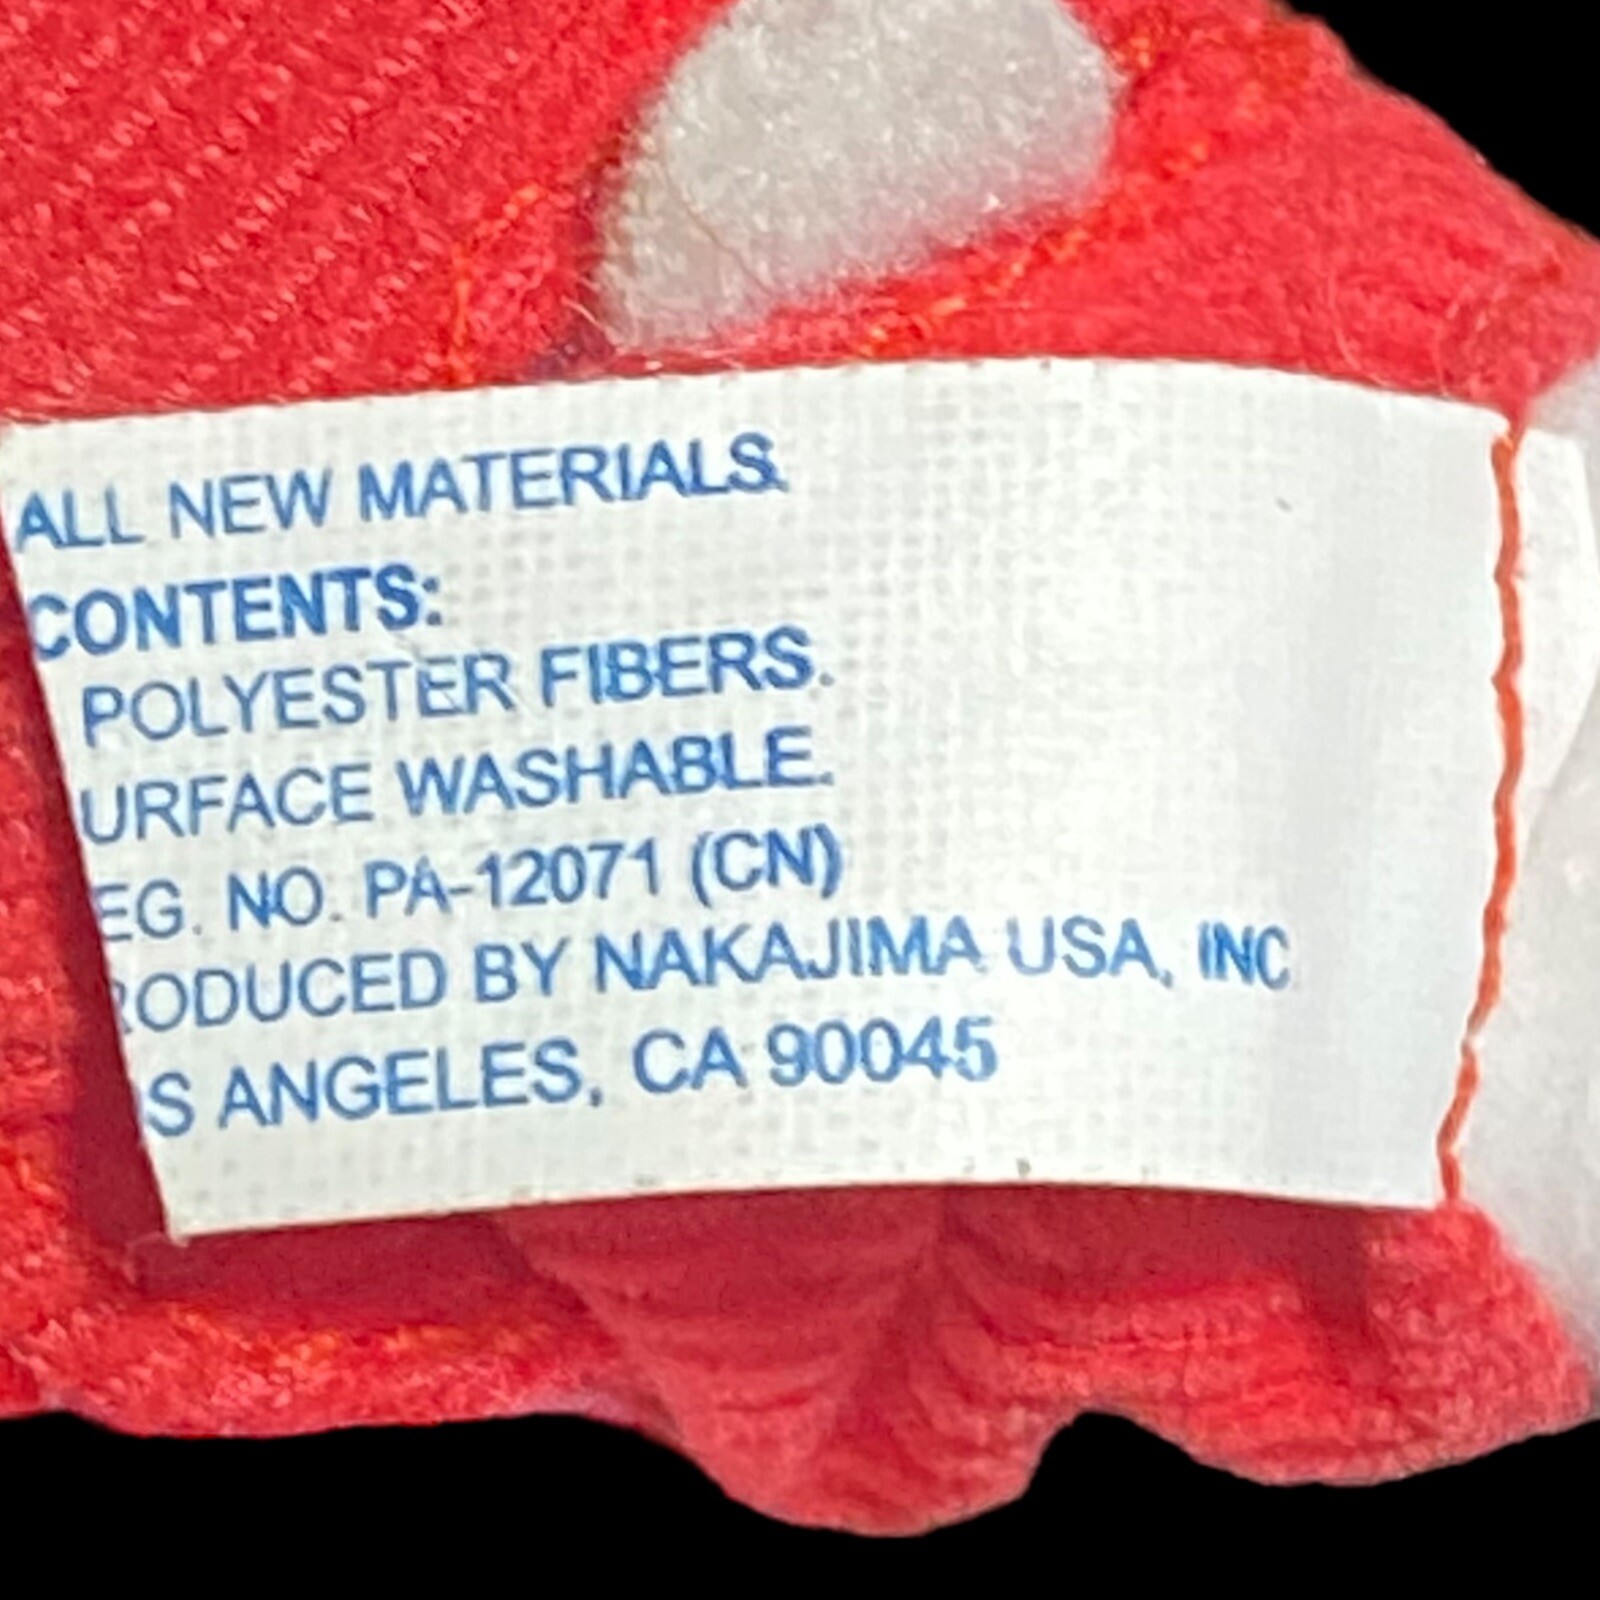 ALL NEW MATERIALS.
CONTENTS:
POLYESTER FIBERS.
URFACE WASHABLE.
EG. NO. PA-12071 (CN)
RODUCED BY NAKAJIMA USA, INC
S ANGELES, CA 90045